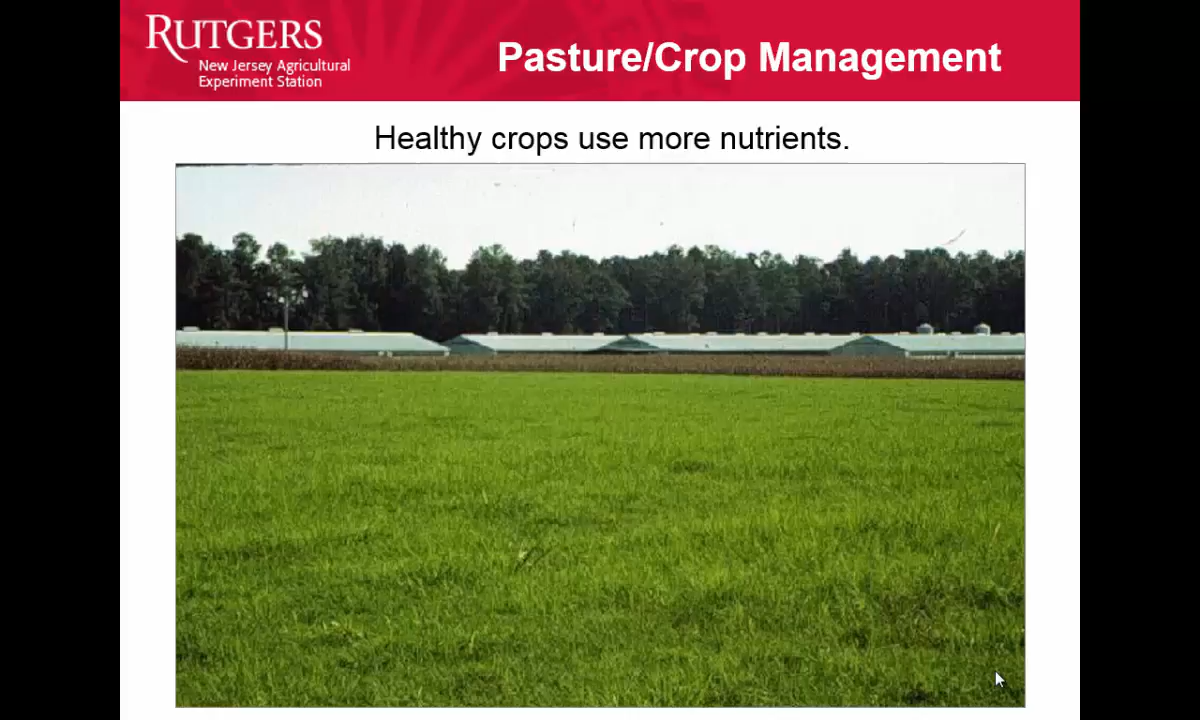 RUTGERS
New Jersey Agricultural
Experiment Station
Pasture/Crop Management
Healthy crops use more nutrients.